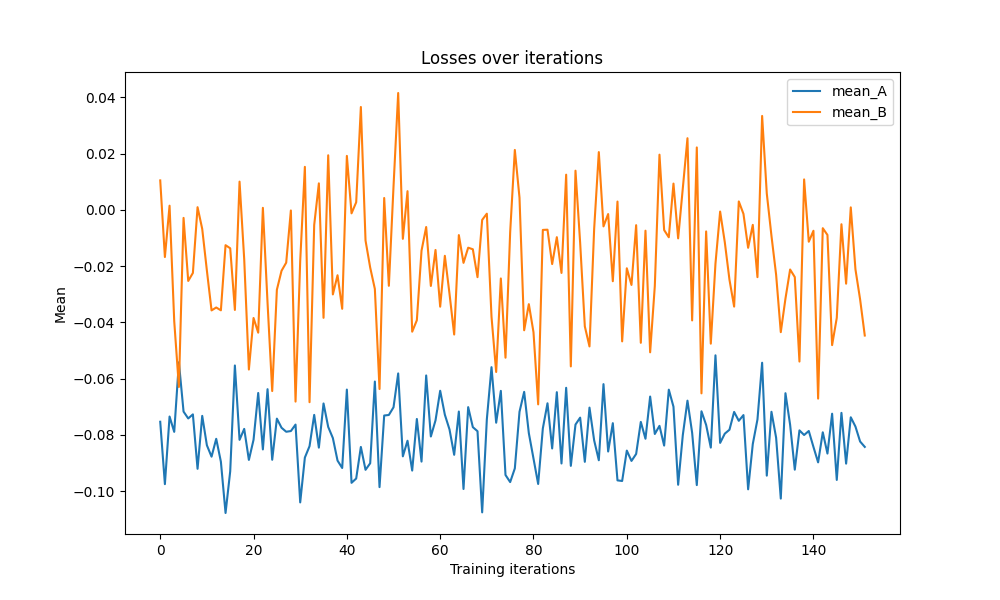 Losses over iterations
mean_A
mean_B
Mean
0.04
0.02
0.00
−0.02
−0.04
−0.06
−0.08
−0.10
0 20 40 60 80 100 120 140
Training iterations